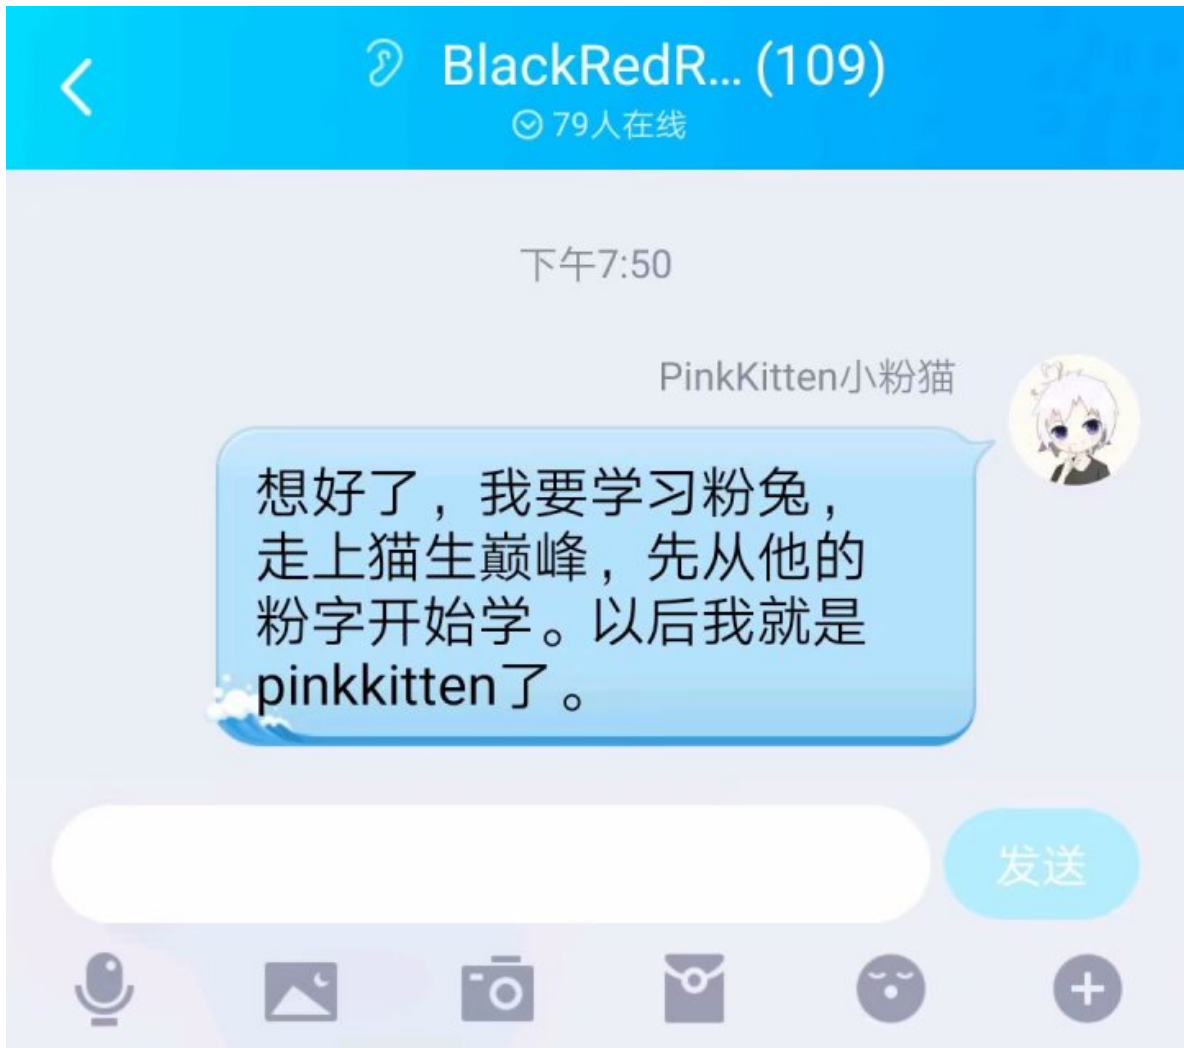 BlackRedR... (109)
79人在线
下午7:50
PinkKitten小粉猫
想好了，我要学习粉兔，
走上猫生巅峰，先从他的
粉字开始学。以后我就是
pinkkitten了。
发送